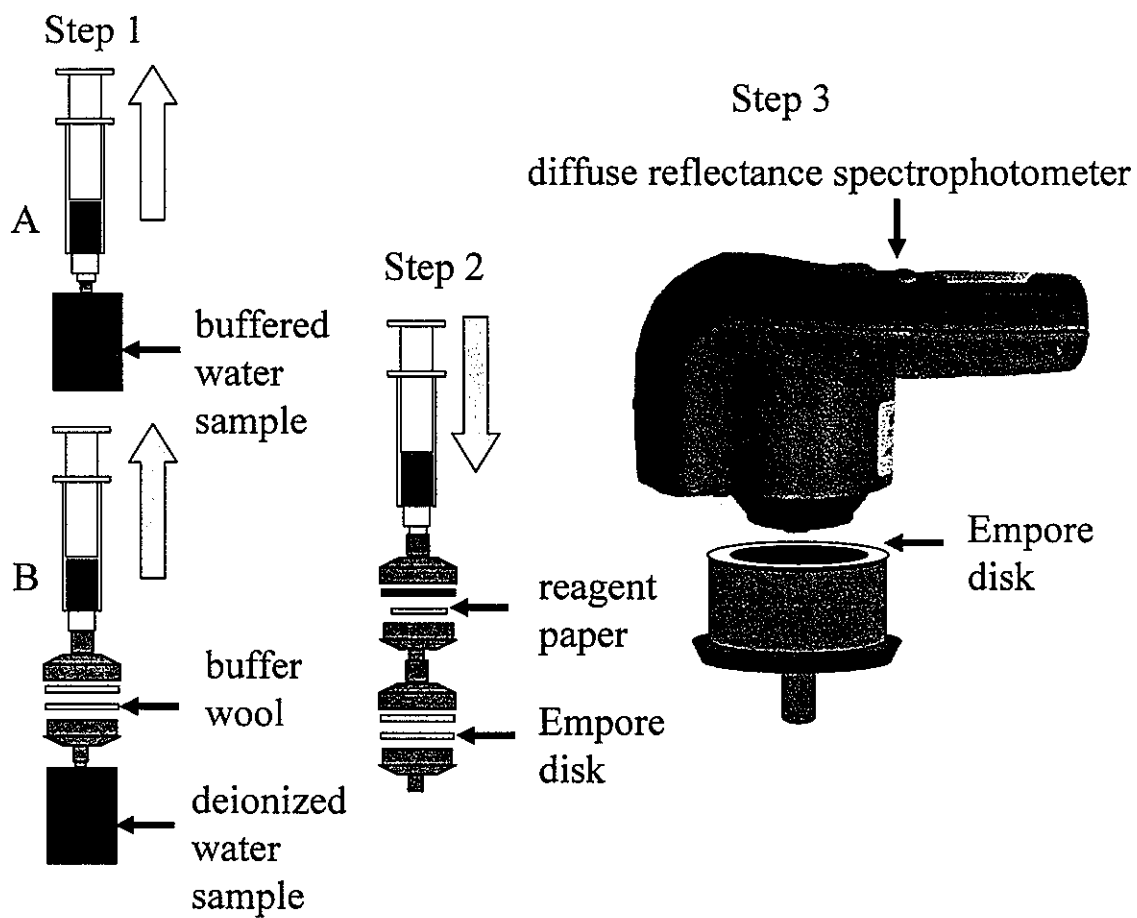 Step 1
A
buffered
water
sample
B
buffer
wool
deionized
water
sample
Step 2
reagent
paper
Empore
disk
Step 3
diffuse reflectance spectrophotometer
Empore
disk